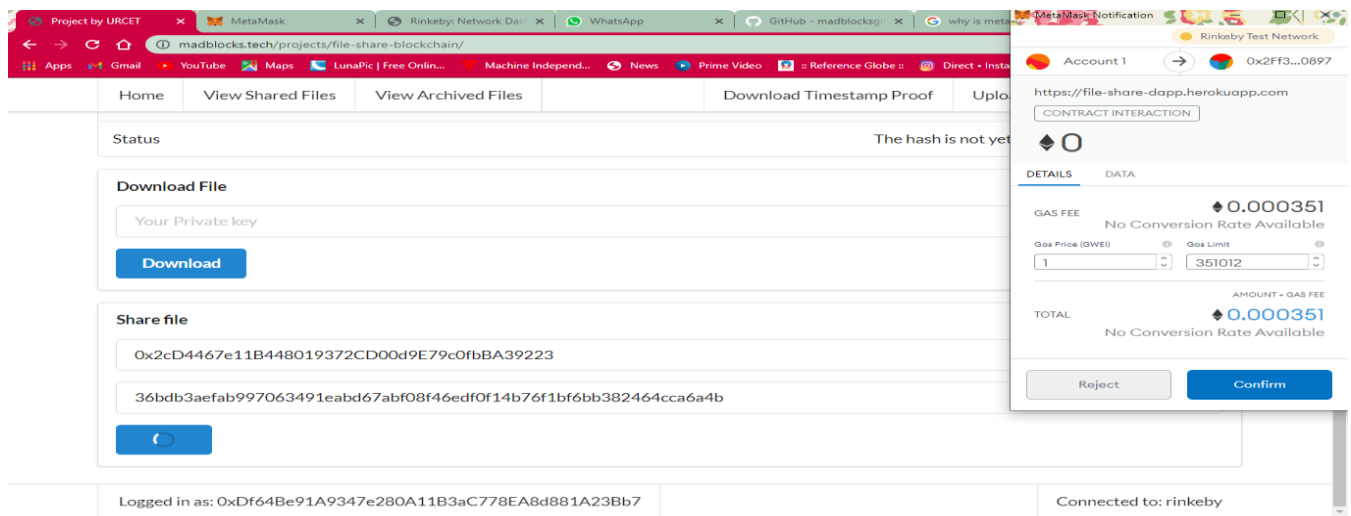 Project by URCET
MetaMask
Rinkeby: Network Das
WhatsApp
GitHub - madblocksgi
why is meta
MetaMask Notification
madblocks.tech/projects/file-share-blockchain/
Rinkeby Test Network
Apps Gmail YouTube Maps LunaPic | Free Onlin... Machine Independ... News Prime Video :: Reference Globe :: Direct • Insta
Account 1 0x2Ff3...0897
Home View Shared Files View Archived Files Download Timestamp Proof Uplo
https://file-share-dapp.herokuapp.com
CONTRACT INTERACTION
Status The hash is not yet
0
DETAILS DATA
Download File
Your Private key
GAS FEE 0.000351
No Conversion Rate Available
Gas Price (GWEI) Gas Limit
1 351012
Download
AMOUNT + GAS FEE
TOTAL 0.000351
No Conversion Rate Available
Share file
0x2cD4467e11B448019372CD00d9E79c0fbBA39223
Reject Confirm
36bdb3aefab997063491eabd67abf08f46edf0f14b76f1bf6bb382464cca6a4b
Logged in as: 0xDf64Be91A9347e280A11B3aC778EA8d881A23Bb7 Connected to: rinkeby